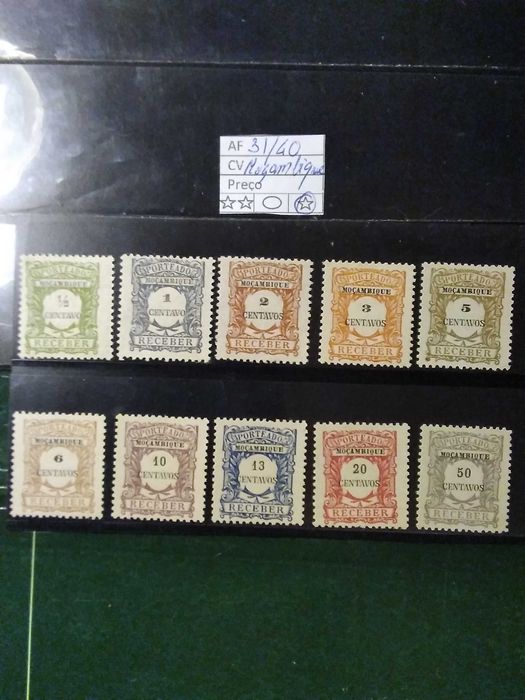 AF 31/40
CV Moçambique
Preço
PORTEADO
MOÇAMBIQUE
½
CENTAVO
RECEBER
PORTEADO
MOÇAMBIQUE
1
CENTAVO
RECEBER
PORTEADO
MOÇAMBIQUE
2
CENTAVOS
RECEBER
PORTEADO
MOÇAMBIQUE
3
CENTAVOS
RECEBER
PORTEADO
MOÇAMBIQUE
5
CENTAVOS
RECEBER
PORTEADO
MOÇAMBIQUE
6
CENTAVOS
RECEBER
PORTEADO
MOÇAMBIQUE
10
CENTAVOS
RECEBER
PORTEADO
MOÇAMBIQUE
13
CENTAVOS
RECEBER
PORTEADO
MOÇAMBIQUE
20
CENTAVOS
RECEBER
PORTEADO
MOÇAMBIQUE
50
CENTAVOS
RECEBER